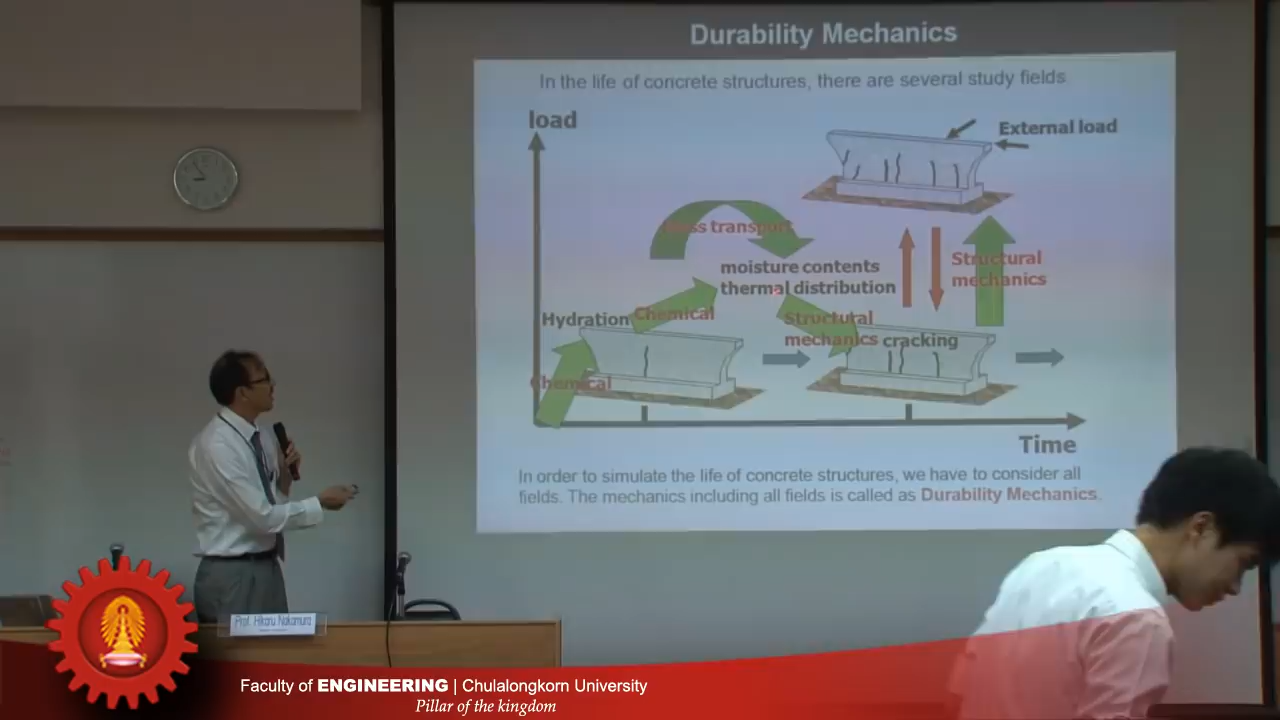 Durability Mechanics
In the life of concrete structures, there are several study fields
load
External load
Mass transport
moisture contents
thermal distribution
Structural
mechanics
Hydration
Chemical
Structural
mechanics
cracking
Chemical
Time
In order to simulate the life of concrete structures, we have to consider all
fields. The mechanics including all fields is called as Durability Mechanics.
Prof. Hikaru Nakamura
Faculty of ENGINEERING | Chulalongkorn University
Pillar of the kingdom